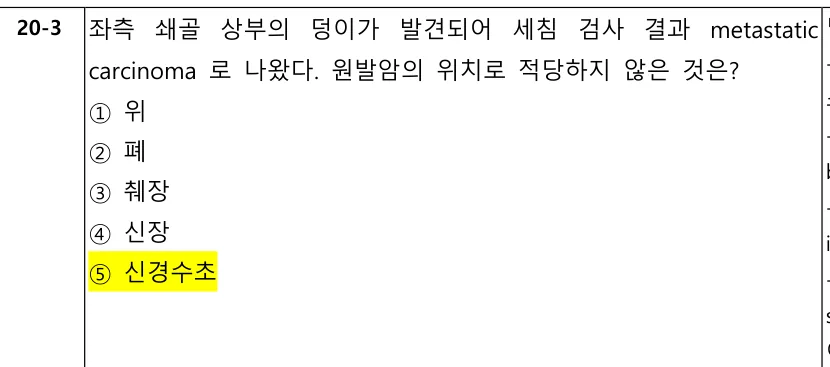 20-3
좌측 쇄골 상부의 덩이가 발견되어 세침 검사 결과 metastatic
carcinoma 로 나왔다. 원발암의 위치로 적당하지 않은 것은?
① 위
② 폐
③ 췌장
④ 신장
⑤ 신경수초